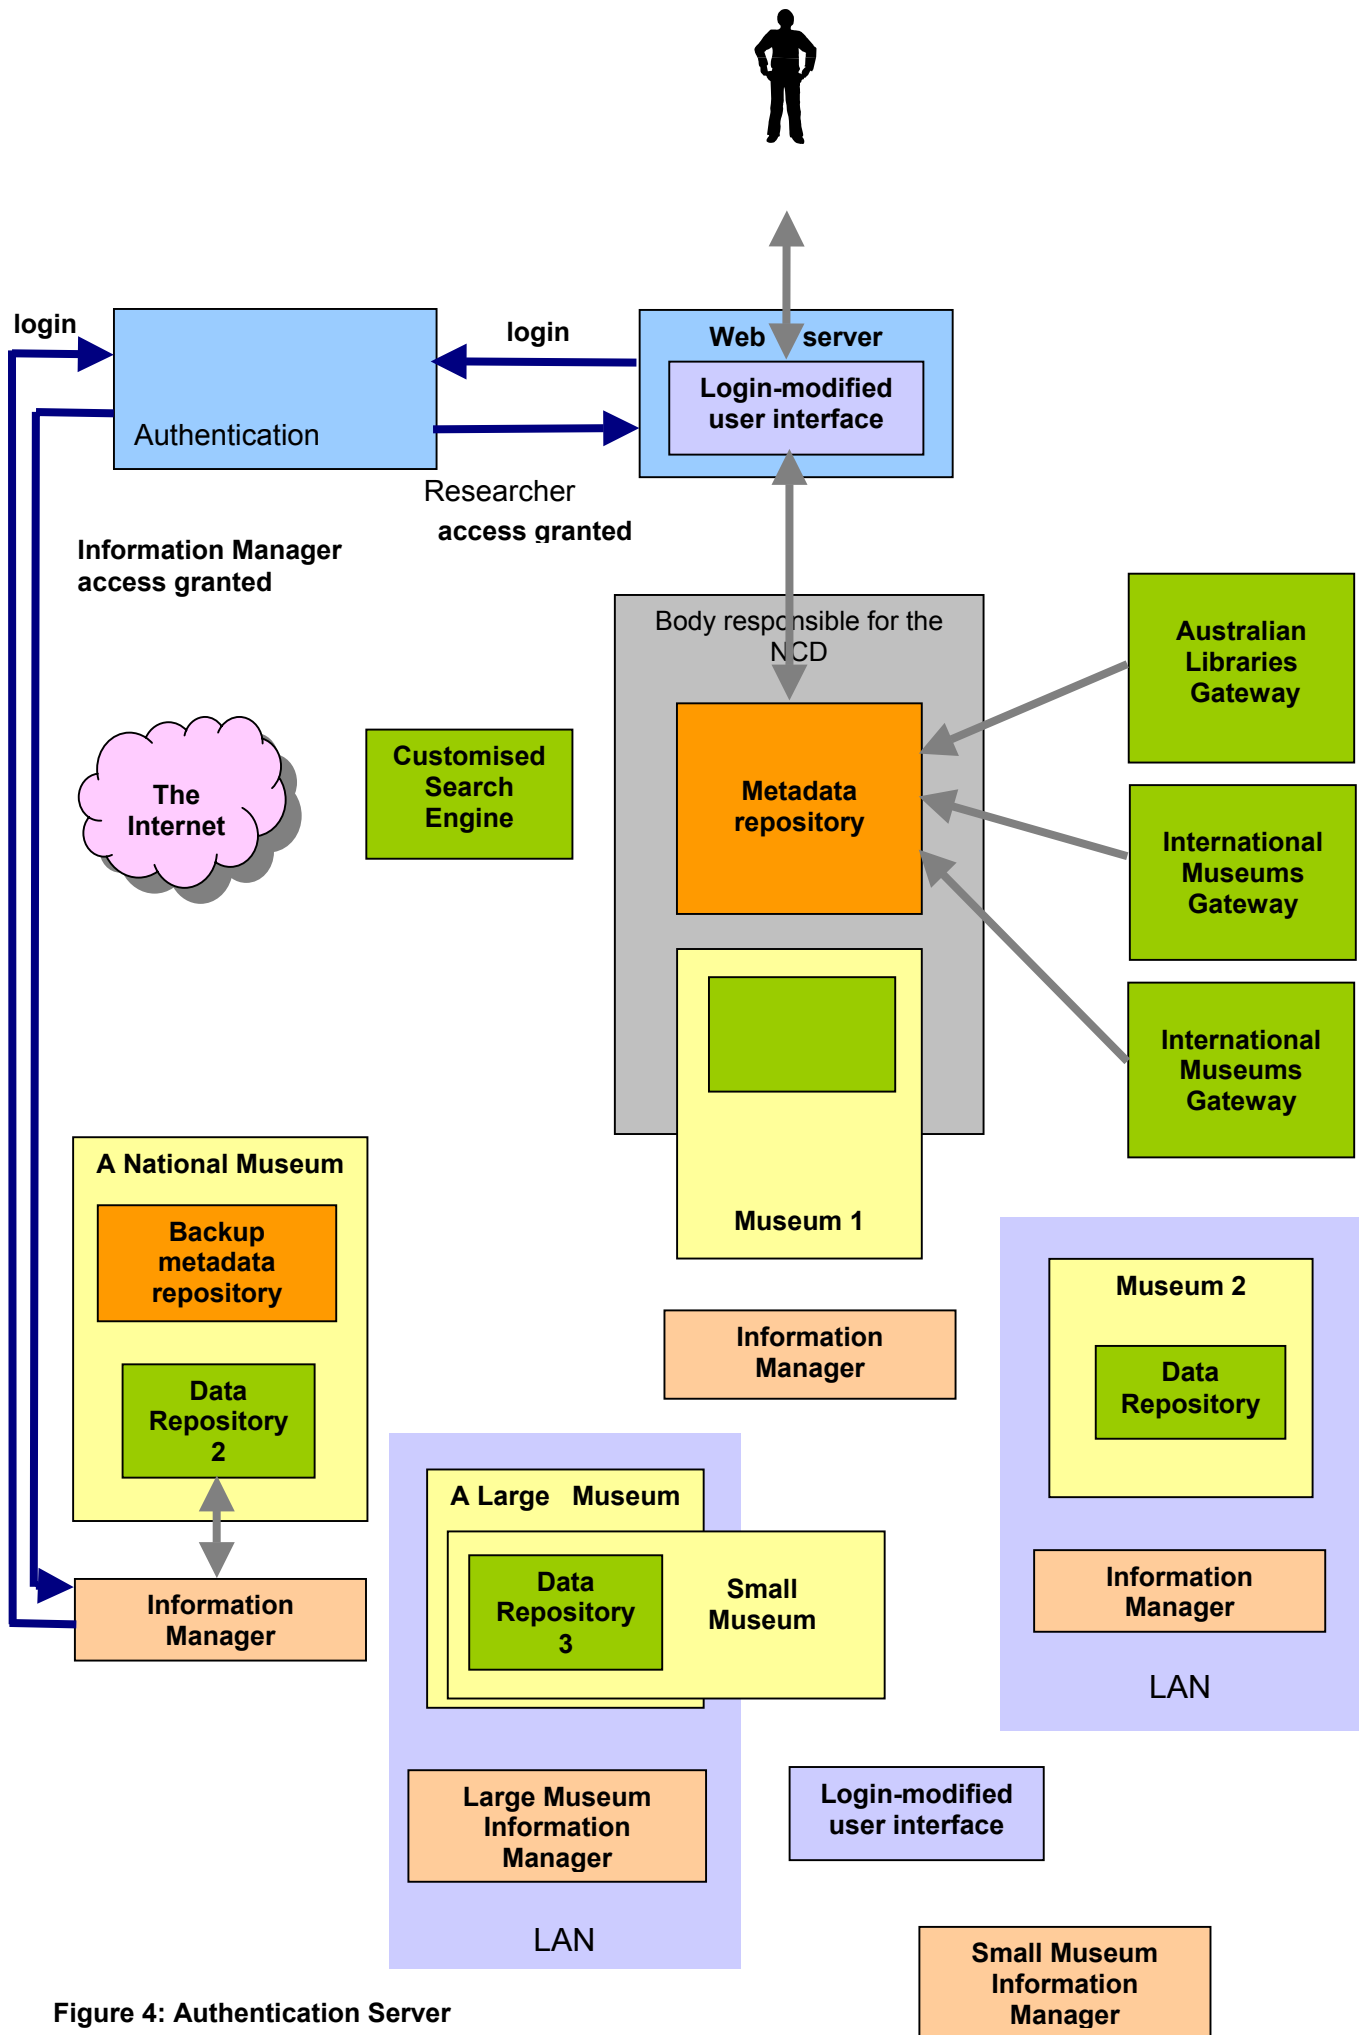 login
login
Web server
Login-modified
user interface
Authentication
Researcher
access granted
Information Manager
access granted
Body responsible for the
NCD
Australian
Libraries
Gateway
The
Internet
Customised
Search
Engine
Metadata
repository
International
Museums
Gateway
International
Museums
Gateway
A National Museum
Backup
metadata
repository
Data
Repository
2
Museum 1
Museum 2
Data
Repository
Information
Manager
Information
Manager
A Large Museum
Data
Repository
3
Small
Museum
Information
Manager
LAN
Large Museum
Information
Manager
LAN
Login-modified
user interface
Small Museum
Information
Manager
Figure 4: Authentication Server